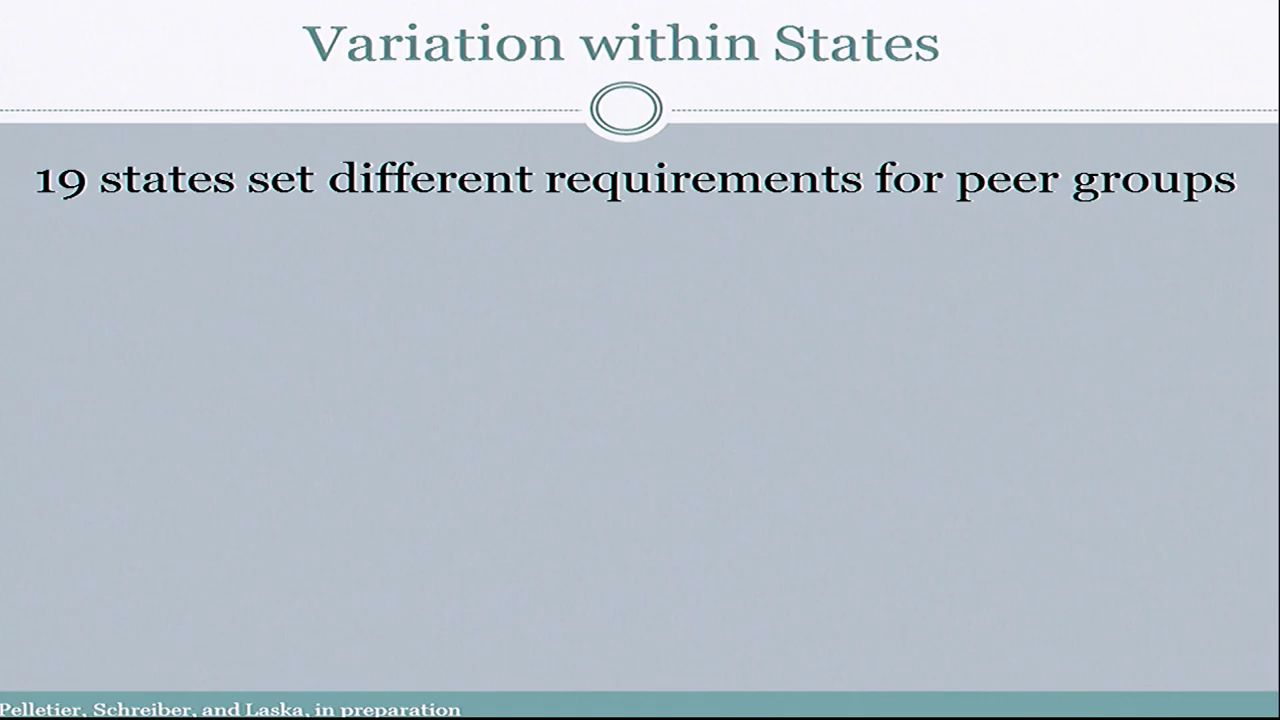 Variation within States
19 states set different requirements for peer groups
Pelletier, Schreiber, and Laska, in preparation